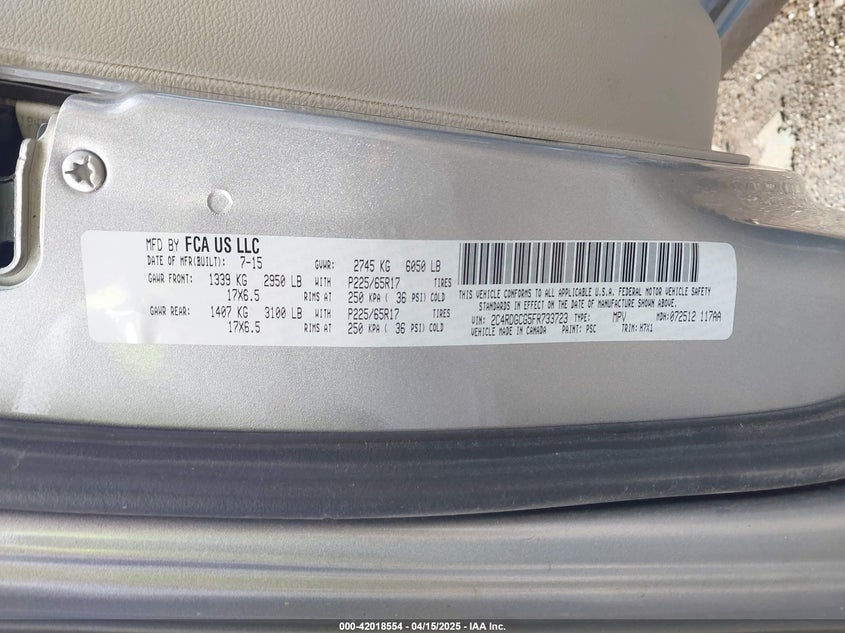 MFD BY FCA US LLC
DATE OF MFR(BUILT): 7-15 GVWR: 2745 KG 6050 LB
GAWR FRONT: 1339 KG 2950 LB WITH P225/65R17 TIRES
17X6.5 RIMS AT 250 KPA ( 36 PSI) COLD
GAWR REAR: 1407 KG 3100 LB WITH P225/65R17 TIRES
17X6.5 RIMS AT 250 KPA ( 36 PSI) COLD
THIS VEHICLE CONFORMS TO ALL APPLICABLE U.S.A. FEDERAL MOTOR VEHICLE SAFETY
STANDARDS IN EFFECT ON THE DATE OF MANUFACTURE SHOWN ABOVE.
VIN: 2C4RDGCG5FR733723 TYPE: MPV MDH: 072512 117AA
VEHICLE MADE IN CANADA PAINT: PSC TRIM: H7X1
000-42018554 - 04/15/2025 - IAA Inc.